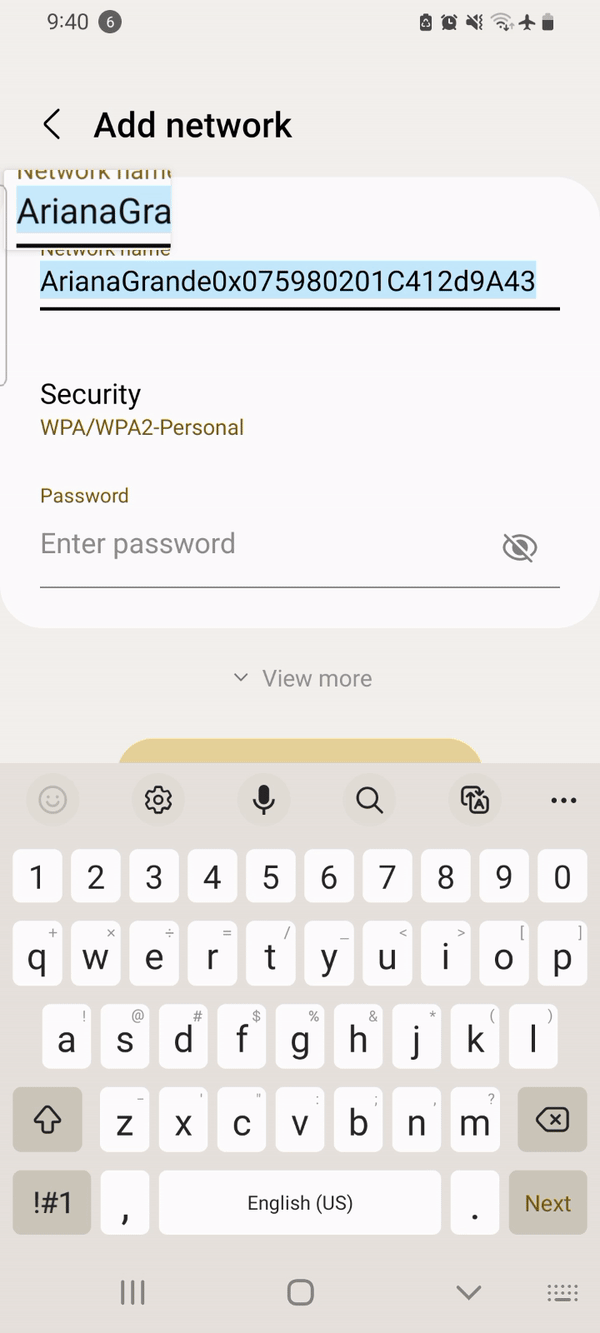 9:40 6
Add network
Network name
ArianaGra
Network name
ArianaGrande0x075980201C412d9A43
Security
WPA/WPA2-Personal
Password
Enter password
View more
1 2 3 4 5 6 7 8 9 0
+ × ÷ = / _ < > [ ]
q w e r t y u i o p
! @ # $ % & * ( )
a s d f g h j k l
- ' " : ; , ?
z x c v b n m
!#1 , English (US) . Next